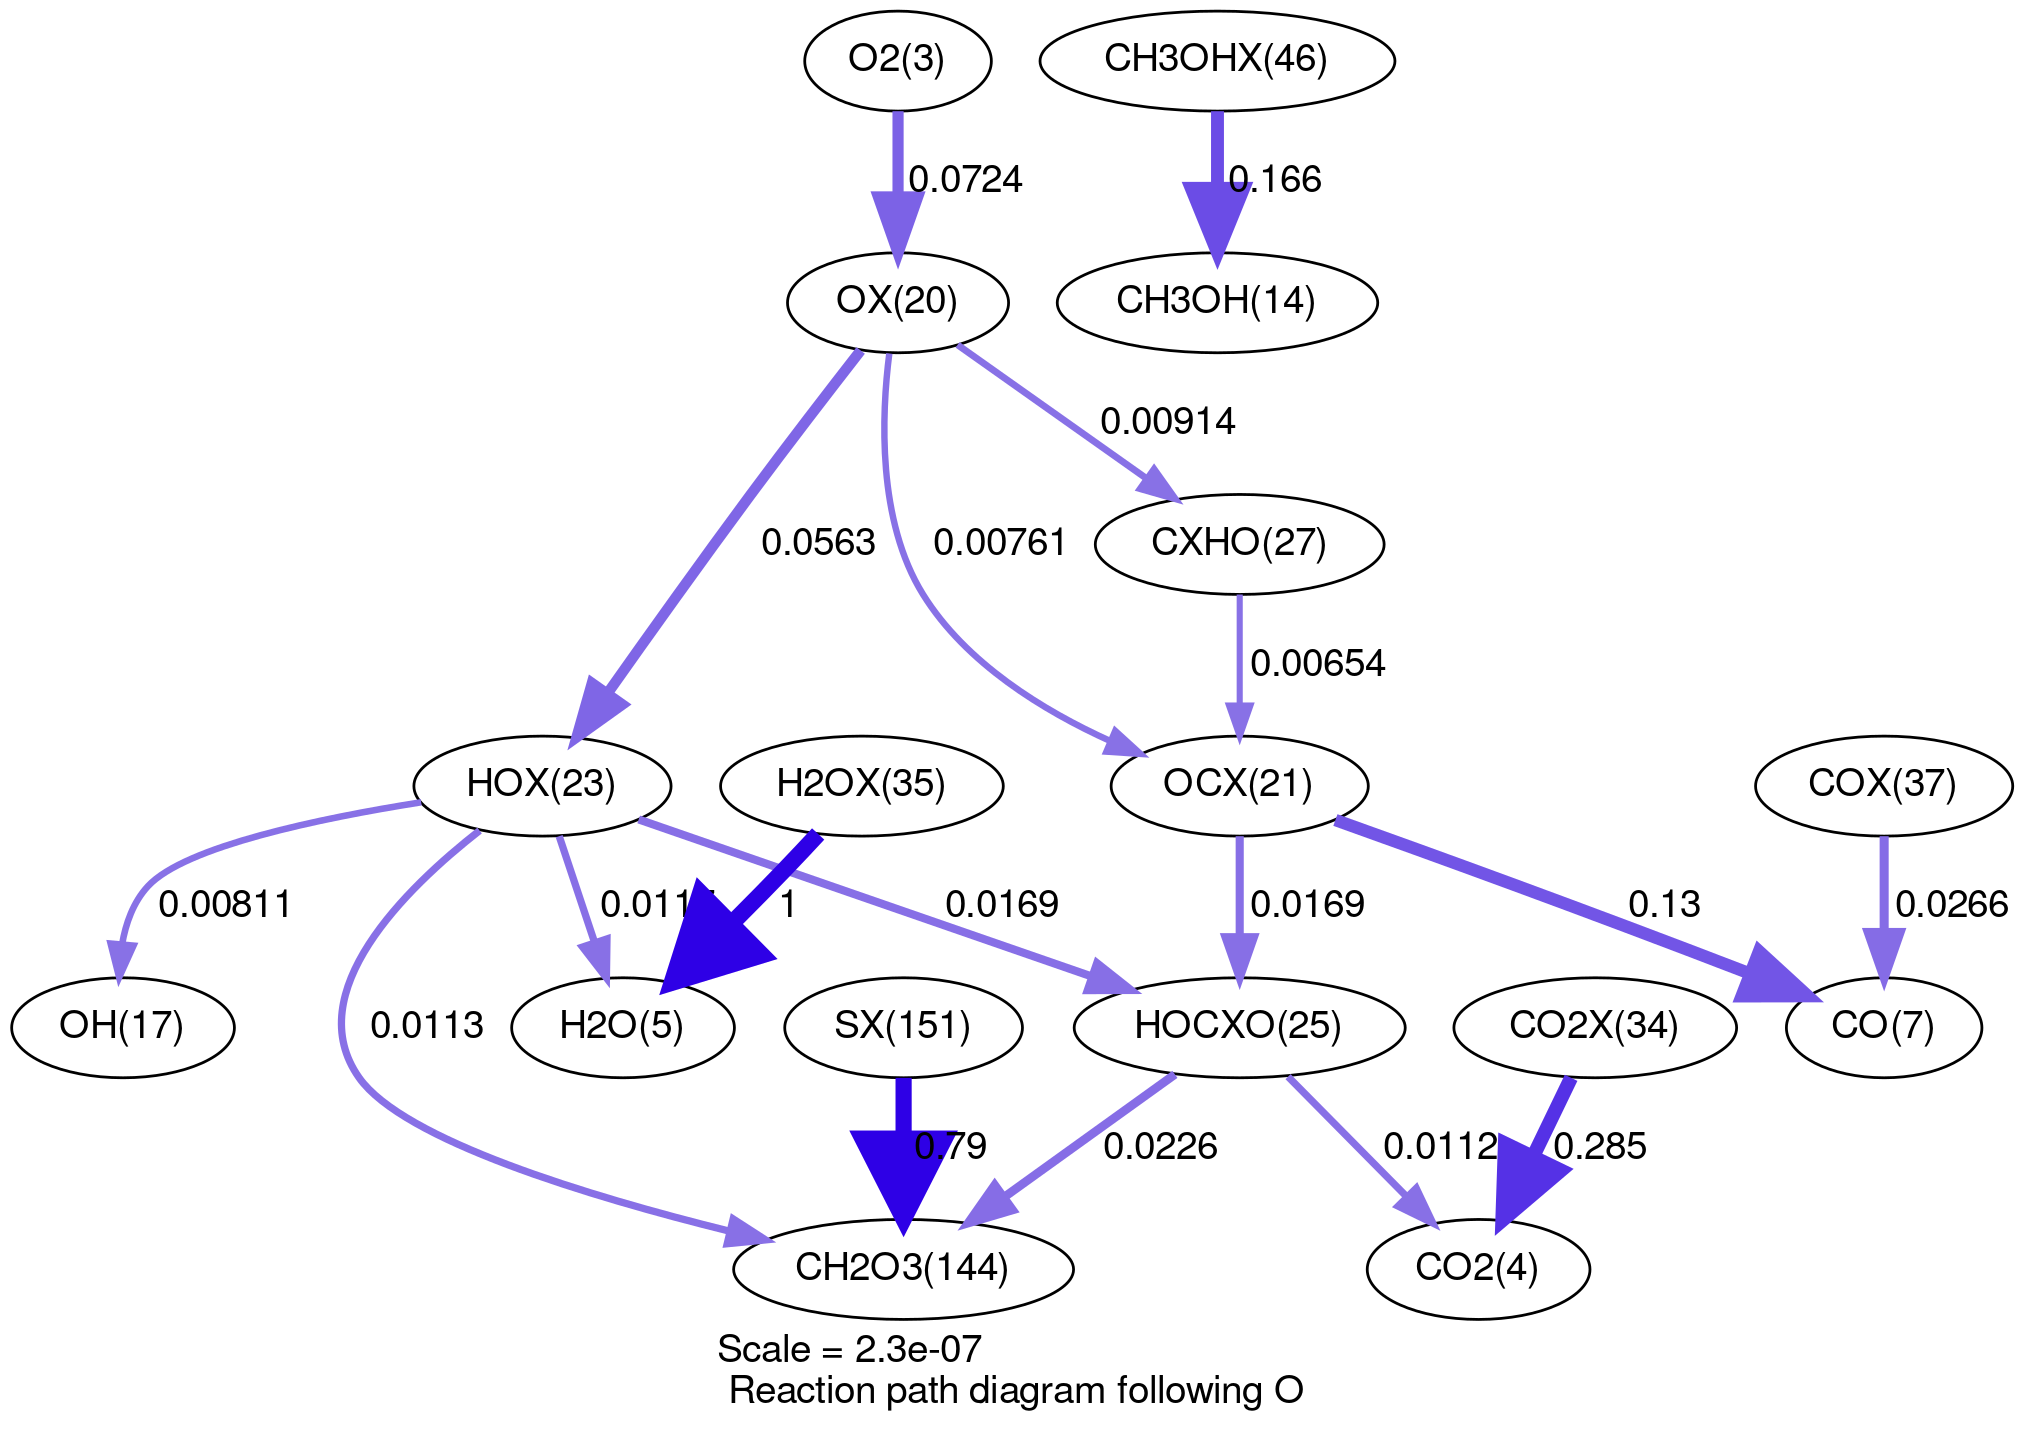 O2(3)
CH3OHX(46)
0.0724
0.166
OX(20)
CH3OH(14)
0.00914
0.0563
0.00761
CXHO(27)
0.00654
HOX(23)
H2OX(35)
OCX(21)
COX(37)
0.00811
1
0.0169
0.0169
0.13
0.0266
OH(17)
0.0113
H2O(5)
SX(151)
HOCXO(25)
CO2X(34)
CO(7)
0.79
0.0226
0.0112
0.285
CH2O3(144)
CO2(4)
Scale = 2.3e-07
Reaction path diagram following O